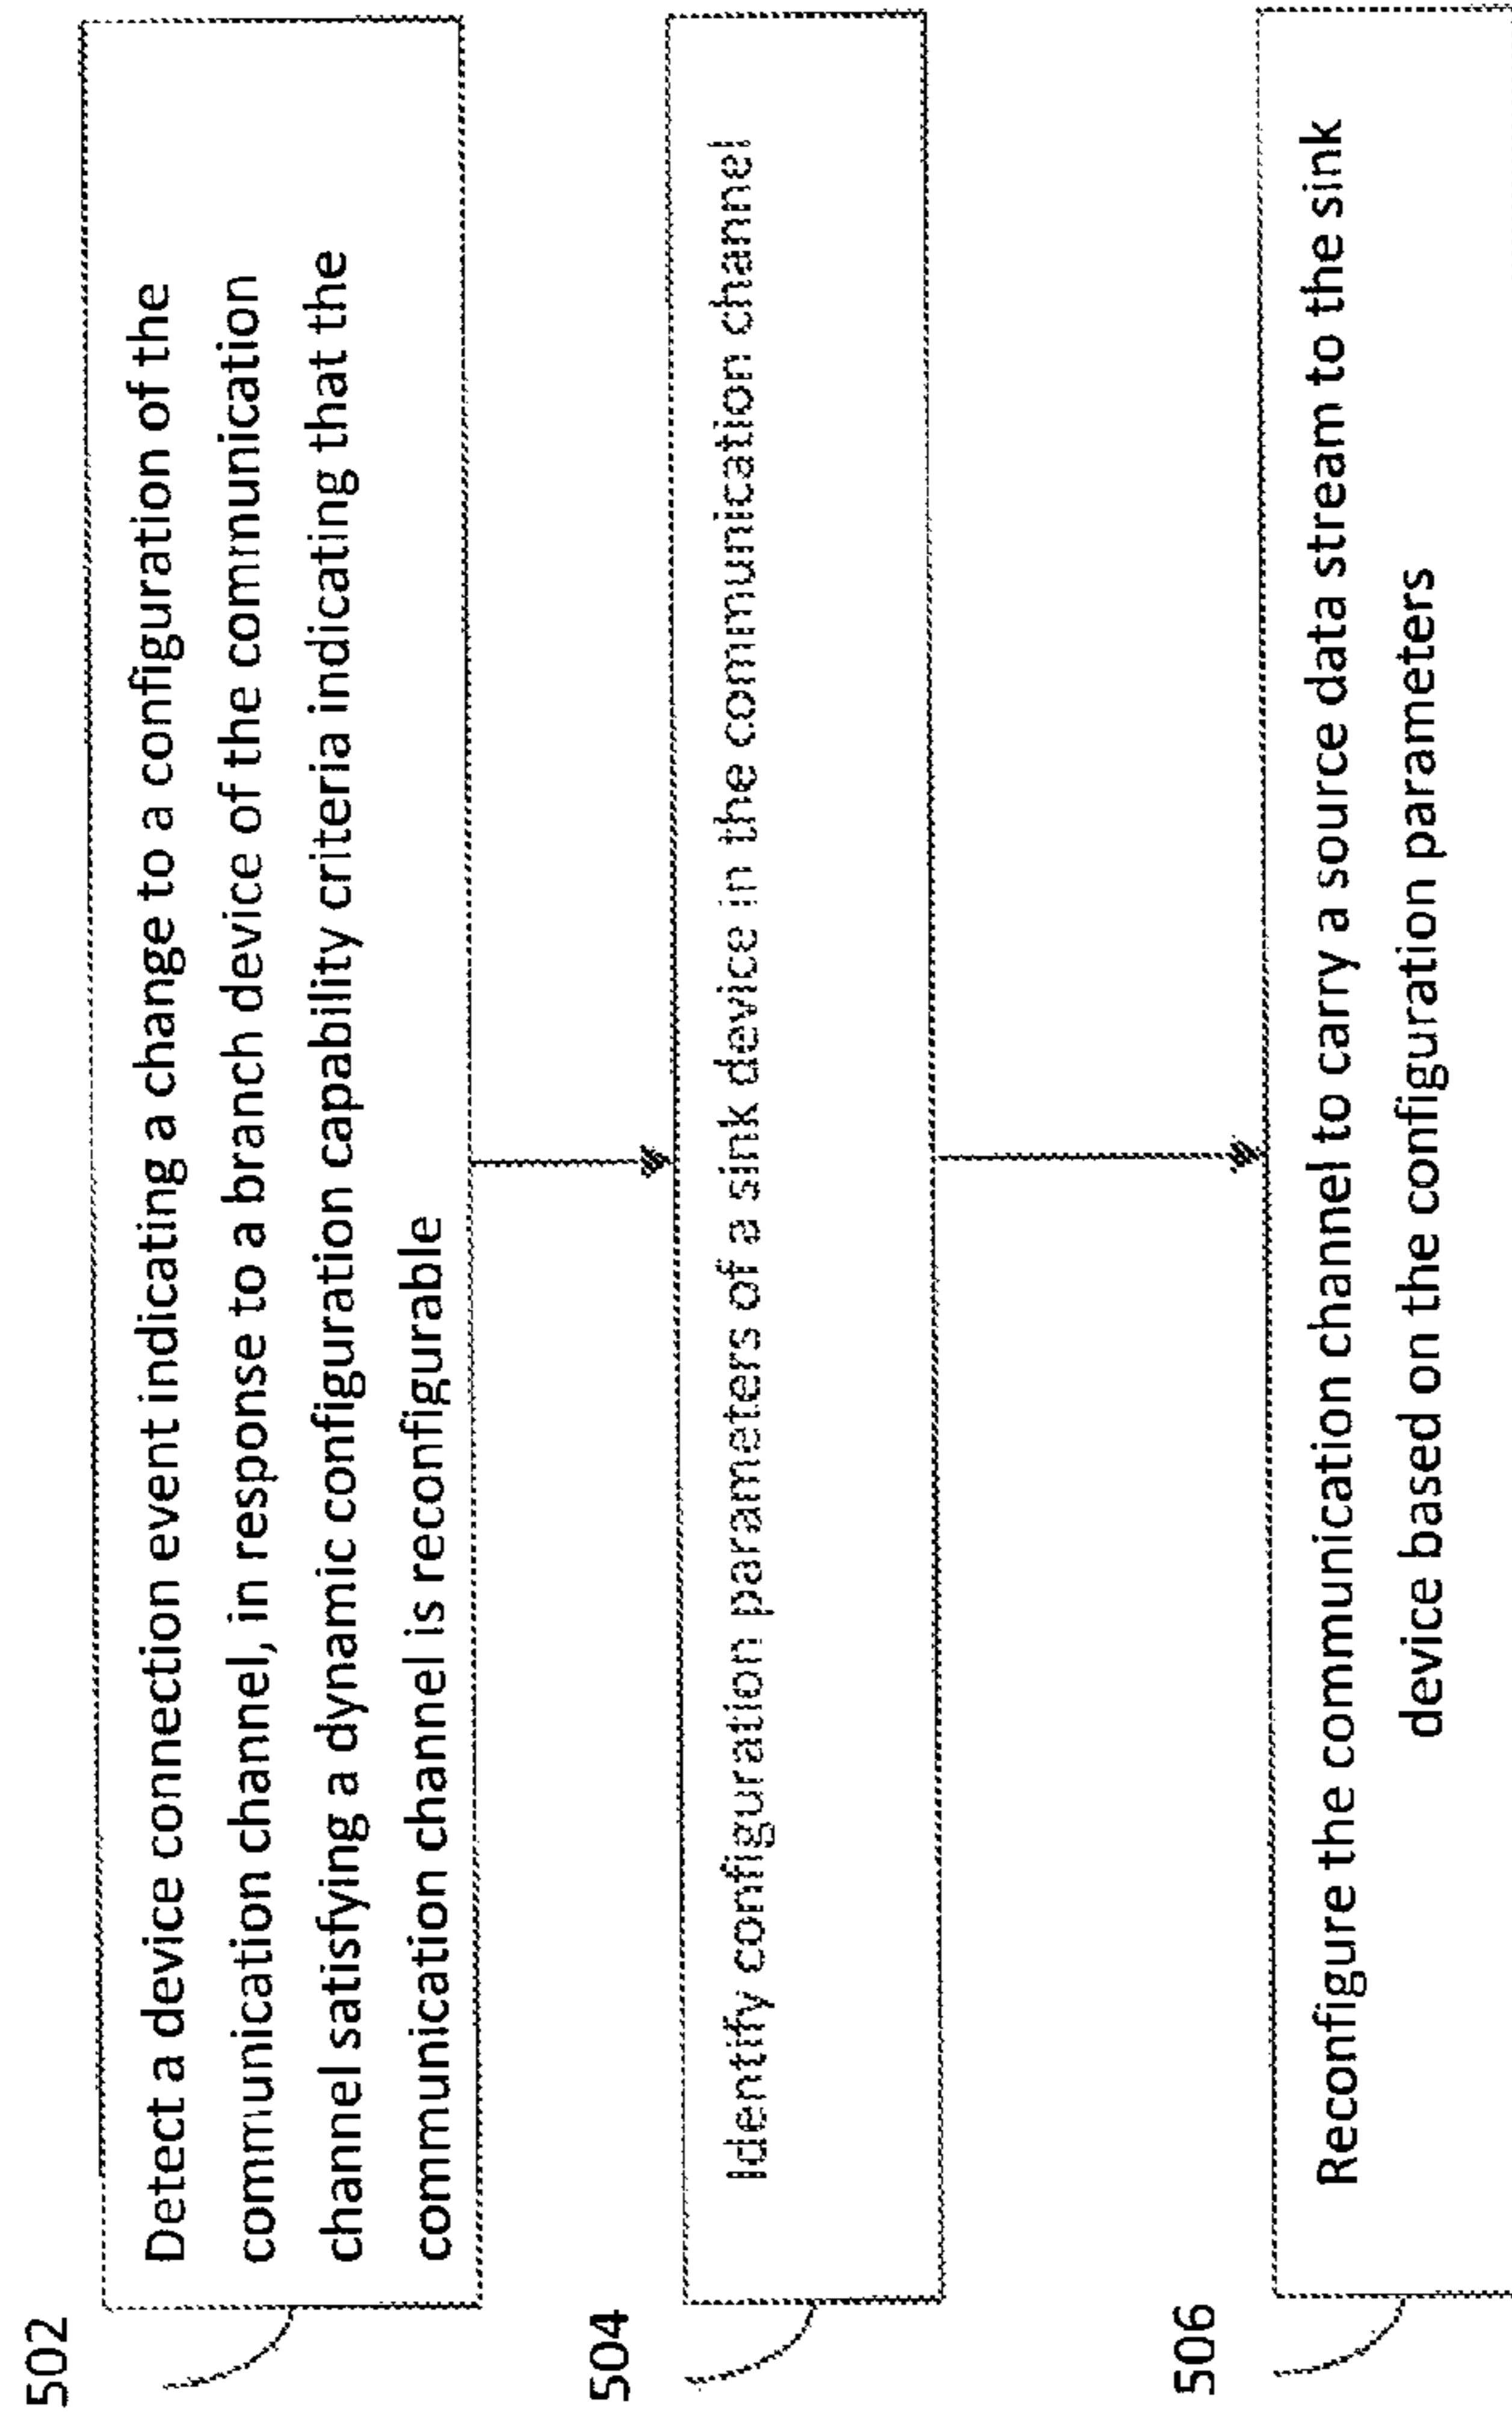 502
Detect a device connection event indicating a change to a configuration of the
communication channel, in response to a branch device of the communication
channel satisfying a dynamic configuration capability criteria indicating that the
communication channel is reconfigurable
504
Identify configuration parameters of a sink device in the communication channel
506
Reconfigure the communication channel to carry a source data stream to the sink
device based on the configuration parameters